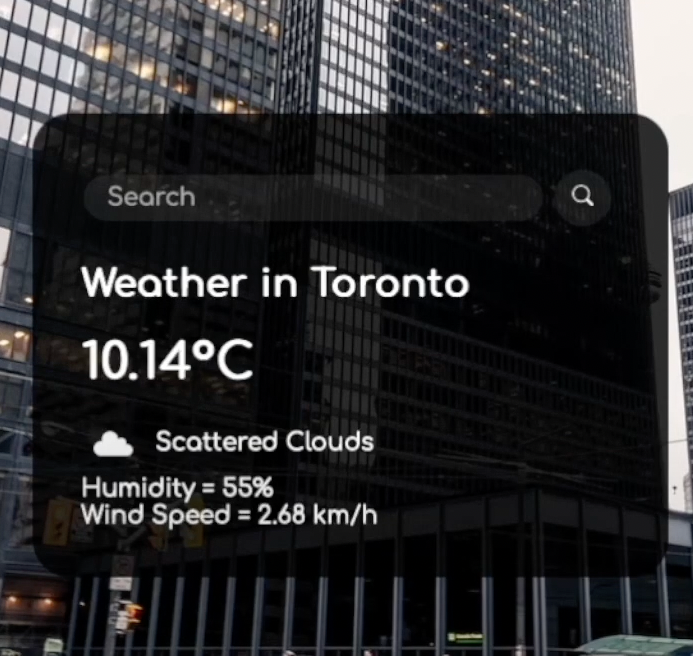 Search
Weather in Toronto
10.14°C
Scattered Clouds
Humidity = 55%
Wind Speed = 2.68 km/h